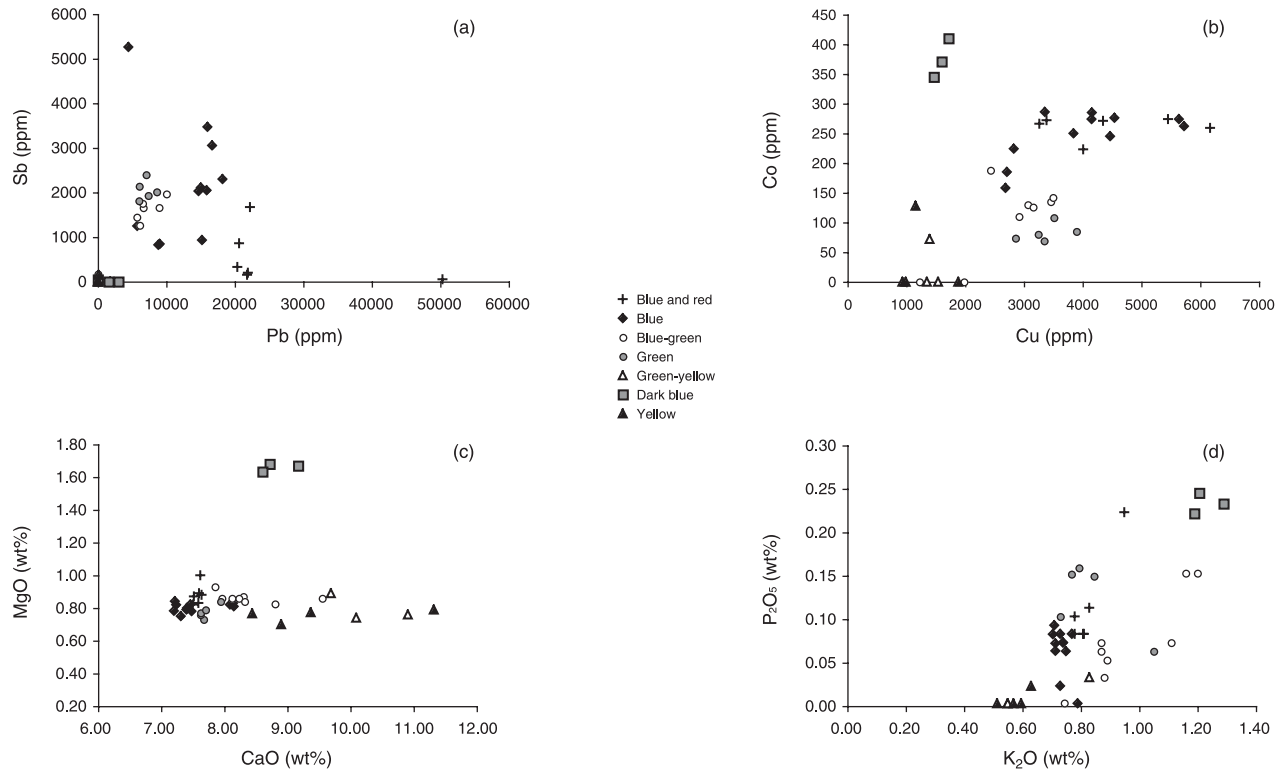 (a)
Sb (ppm)
6000
5000
4000
3000
2000
1000
0
0 10000 20000 30000 40000 50000 60000
Pb (ppm)
(b)
Co (ppm)
450
400
350
300
250
200
150
100
50
0
0 1000 2000 3000 4000 5000 6000 7000
Cu (ppm)
Blue and red
Blue
Blue-green
Green
Green-yellow
Dark blue
Yellow
(c)
MgO (wt%)
1.80
1.60
1.40
1.20
1.00
0.80
0.60
0.40
0.20
6.00 7.00 8.00 9.00 10.00 11.00 12.00
CaO (wt%)
(d)
P₂O₅ (wt%)
0.30
0.25
0.20
0.15
0.10
0.05
0.00
0.00 0.20 0.40 0.60 0.80 1.00 1.20 1.40
K₂O (wt%)